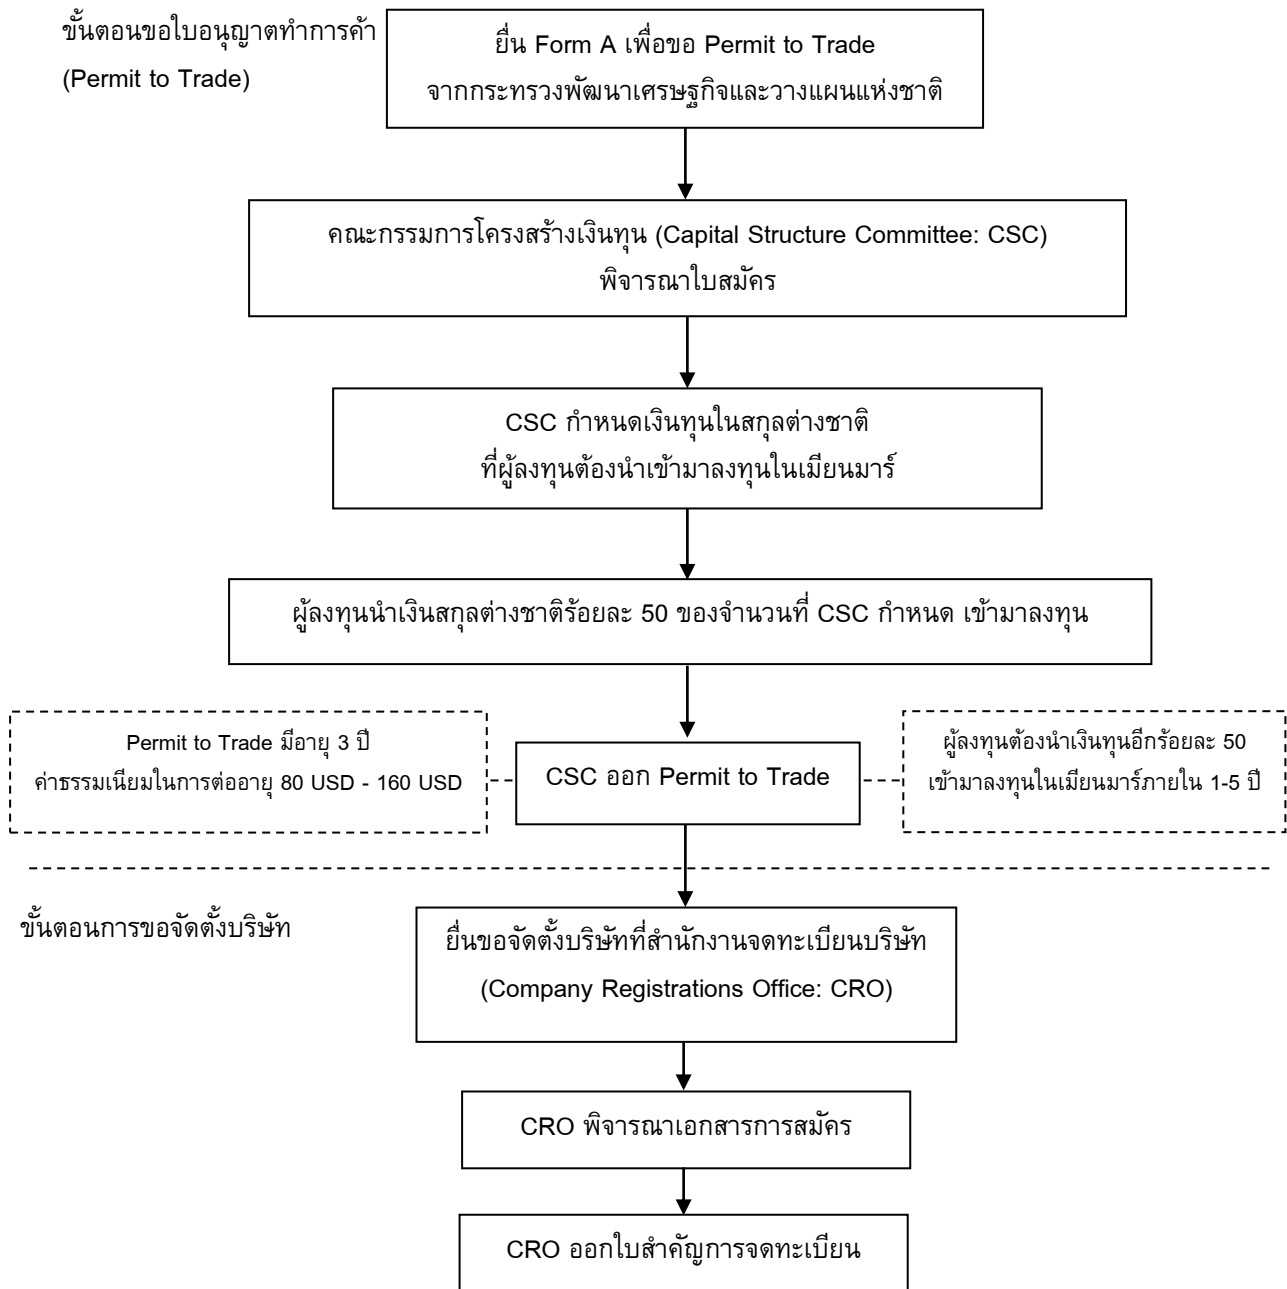 ขั้นตอนขอใบอนุญาตทำการค้า
(Permit to Trade)
ยื่น Form A เพื่อขอ Permit to Trade
จากกระทรวงพัฒนาเศรษฐกิจและวางแผนแห่งชาติ
คณะกรรมการโครงสร้างเงินทุน (Capital Structure Committee: CSC)
พิจารณาใบสมัคร
CSC กำหนดเงินทุนในสกุลต่างชาติ
ที่ผู้ลงทุนต้องนำเข้ามาลงทุนในเมียนมาร์
ผู้ลงทุนนำเงินสกุลต่างชาติร้อยละ 50 ของจำนวนที่ CSC กำหนด เข้ามาลงทุน
Permit to Trade มีอายุ 3 ปี
ค่าธรรมเนียมในการต่ออายุ 80 USD - 160 USD
CSC ออก Permit to Trade
ผู้ลงทุนต้องนำเงินทุนอีกร้อยละ 50
เข้ามาลงทุนในเมียนมาร์ภายใน 1-5 ปี
ขั้นตอนการขอจัดตั้งบริษัท
ยื่นขอจัดตั้งบริษัทที่สำนักงานจดทะเบียนบริษัท
(Company Registrations Office: CRO)
CRO พิจารณาเอกสารการสมัคร
CRO ออกใบสำคัญการจดทะเบียน